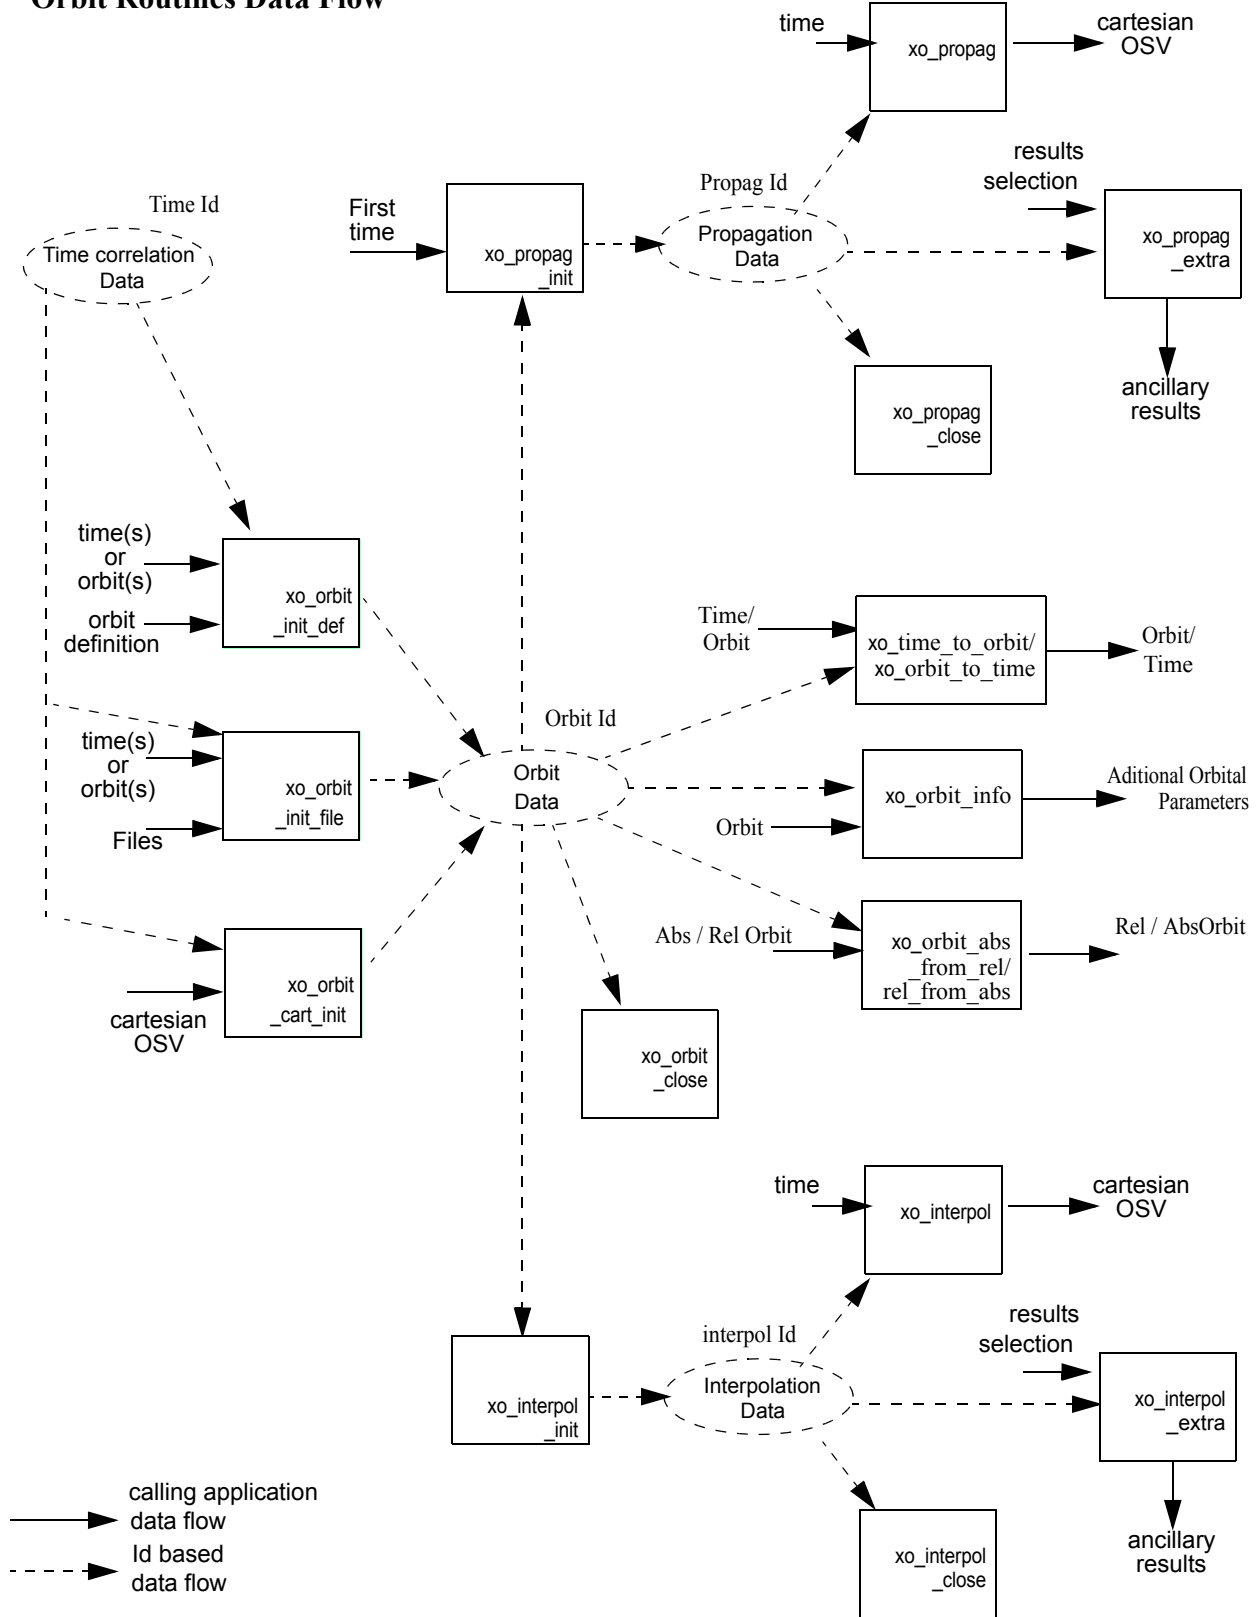 Orbit Routines Data Flow
time
xo_propag
cartesian
OSV
results
selection
Propag Id
Time Id
First
time
xo_propag
_init
Propagation
Data
xo_propag
_extra
Time correlation
Data
ancillary
results
xo_propag
_close
time(s)
or
orbit(s)
orbit
definition
xo_orbit
_init_def
Time/
Orbit
xo_time_to_orbit/
xo_orbit_to_time
Orbit/
Time
Orbit Id
time(s)
or
orbit(s)
Files
xo_orbit
_init_file
Orbit
Data
xo_orbit_info
Orbit
Aditional Orbital
Parameters
Abs / Rel Orbit
xo_orbit_abs
_from_rel/
rel_from_abs
Rel / AbsOrbit
cartesian
OSV
xo_orbit
_cart_init
xo_orbit
_close
time
xo_interpol
cartesian
OSV
results
selection
interpol Id
xo_interpol
_init
Interpolation
Data
xo_interpol
_extra
ancillary
results
xo_interpol
_close
calling application
data flow
Id based
data flow